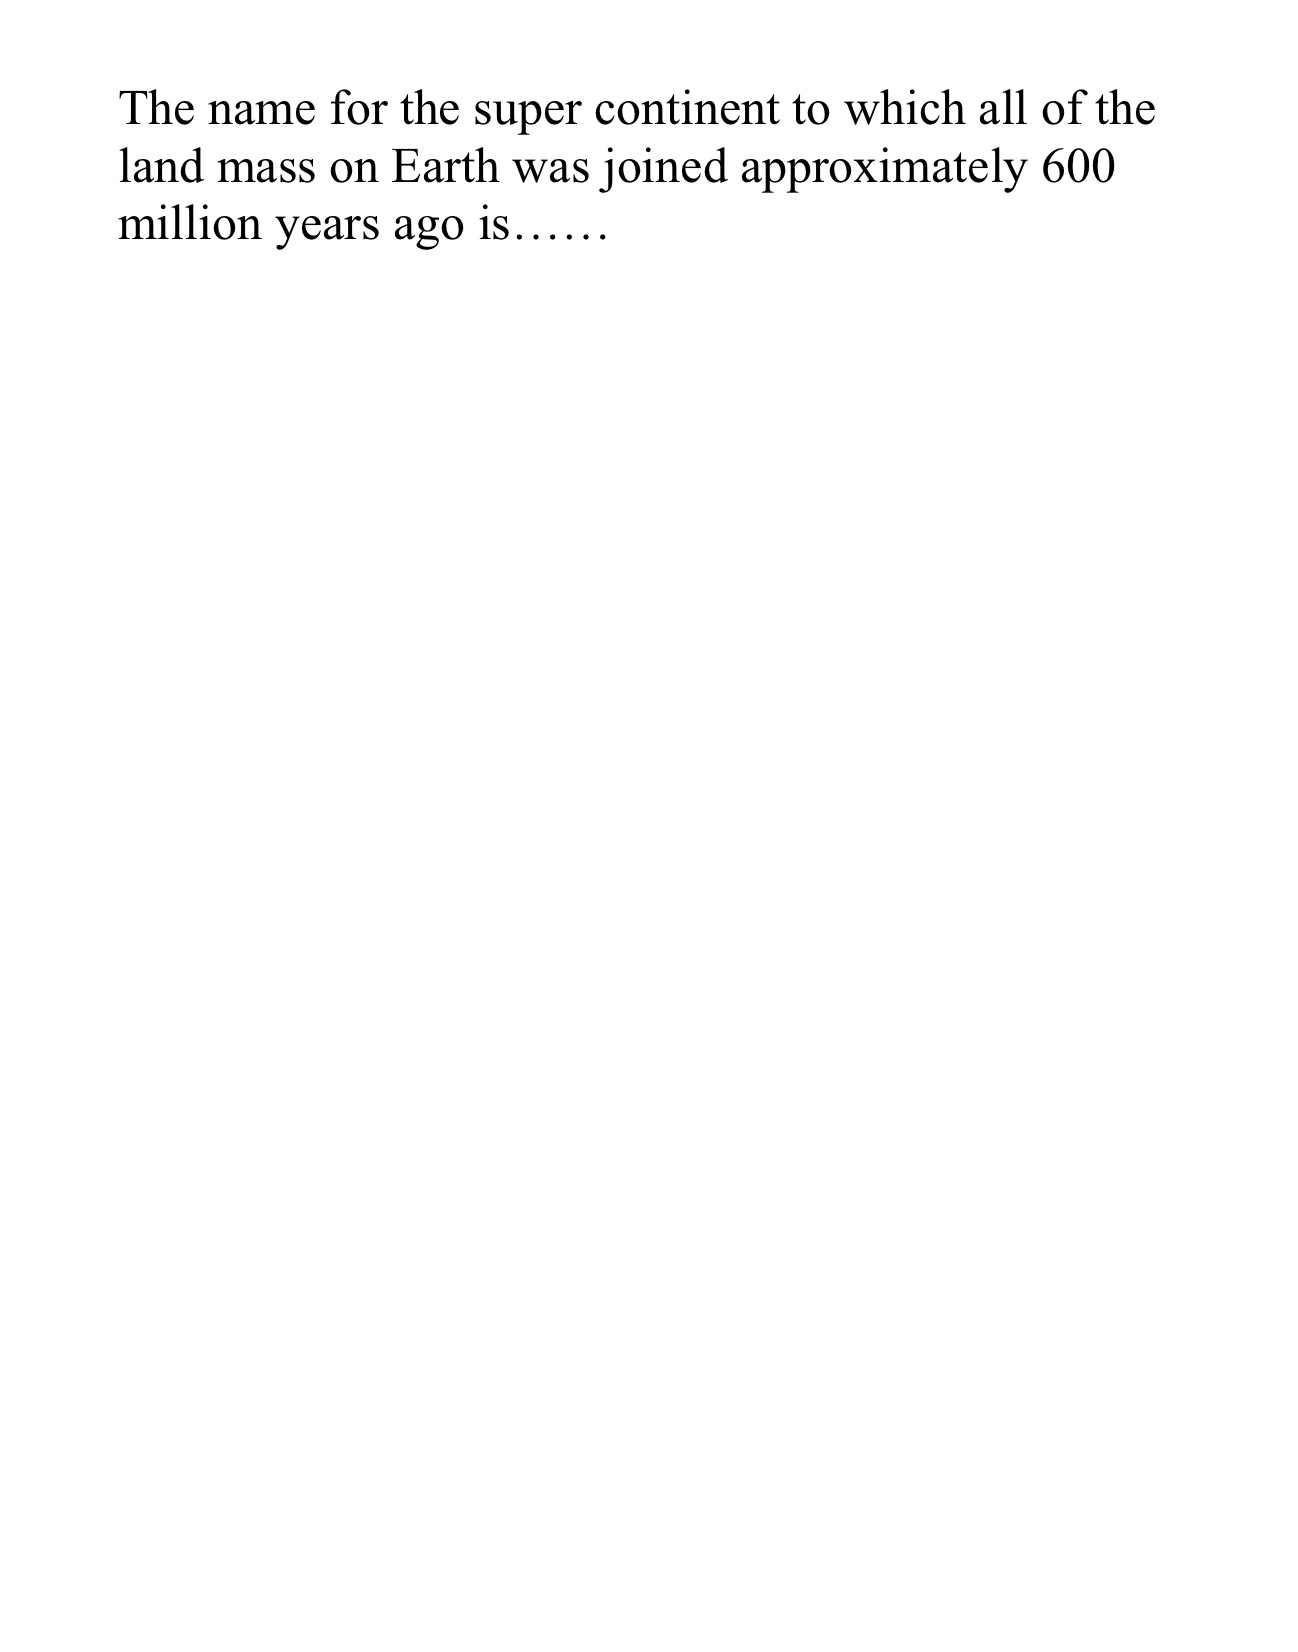 The name for the super continent to which all of the
land mass on Earth was joined approximately 600
million years ago is……